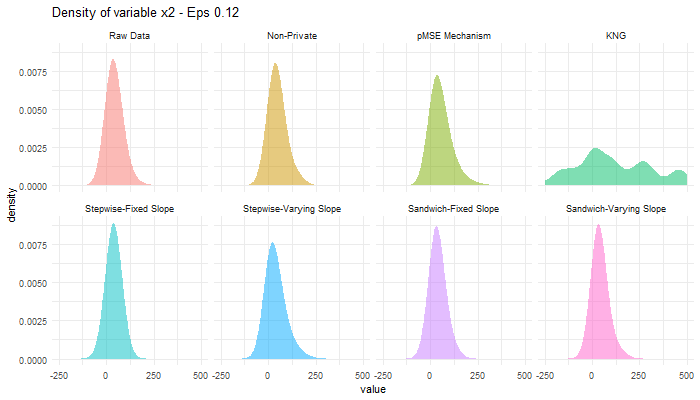 Density of variable x2 - Eps 0.12
Raw Data Non-Private pMSE Mechanism KNG
0.0075
0.0050
0.0025
0.0000
density
Stepwise-Fixed Slope Stepwise-Varying Slope Sandwich-Fixed Slope Sandwich-Varying Slope
0.0075
0.0050
0.0025
0.0000
-250 0 250 500 -250 0 250 500 -250 0 250 500 -250 0 250 500
value